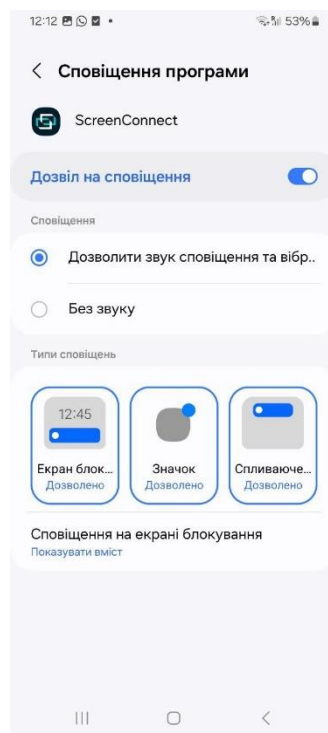 12:12 53%
Сповіщення програми
ScreenConnect
Дозвіл на сповіщення
Сповіщення
Дозволити звук сповіщення та вібр..
Без звуку
Типи сповіщень
12:45
Екран блок... Значок Спливаюче...
Дозволено Дозволено Дозволено
Сповіщення на екрані блокування
Показувати вміст